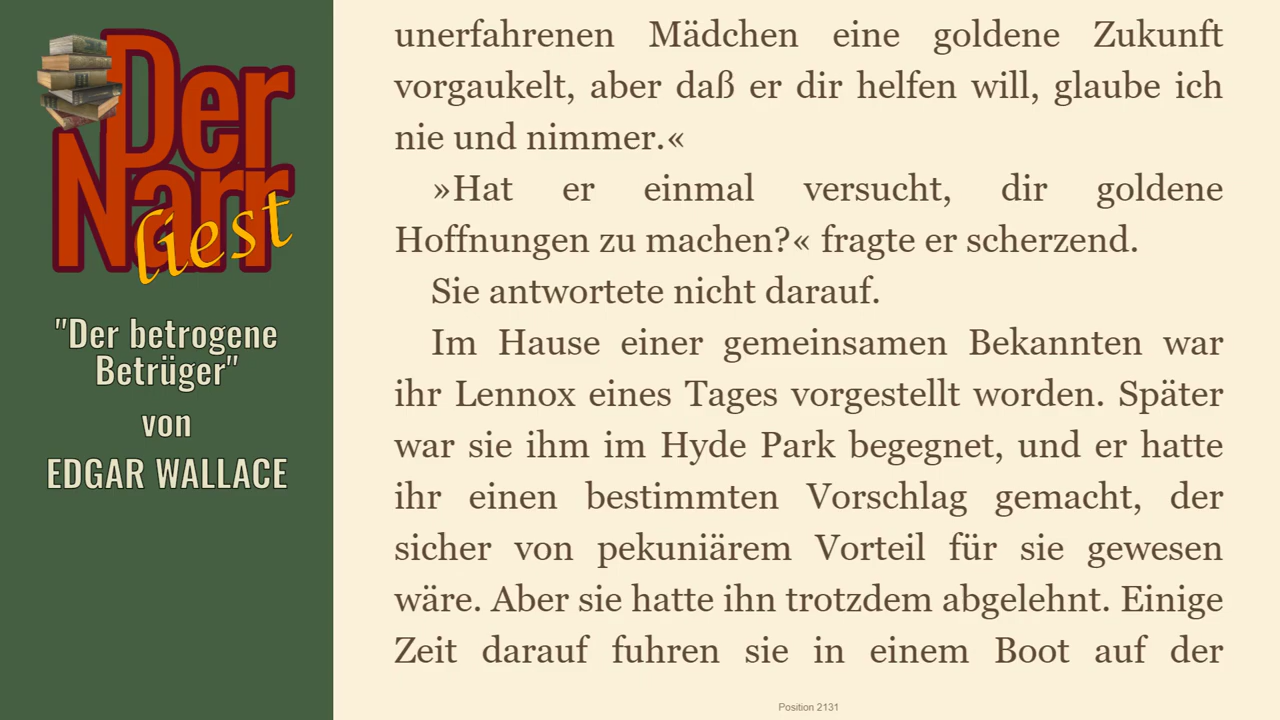 Der
Narr
liest
"Der betrogene
Betrüger"
von
EDGAR WALLACE
unerfahrenen Mädchen eine goldene Zukunft
vorgaukelt, aber daß er dir helfen will, glaube ich
nie und nimmer.«
»Hat er einmal versucht, dir goldene
Hoffnungen zu machen?« fragte er scherzend.
Sie antwortete nicht darauf.
Im Hause einer gemeinsamen Bekannten war
ihr Lennox eines Tages vorgestellt worden. Später
war sie ihm im Hyde Park begegnet, und er hatte
ihr einen bestimmten Vorschlag gemacht, der
sicher von pekuniärem Vorteil für sie gewesen
wäre. Aber sie hatte ihn trotzdem abgelehnt. Einige
Zeit darauf fuhren sie in einem Boot auf der
Position 2131